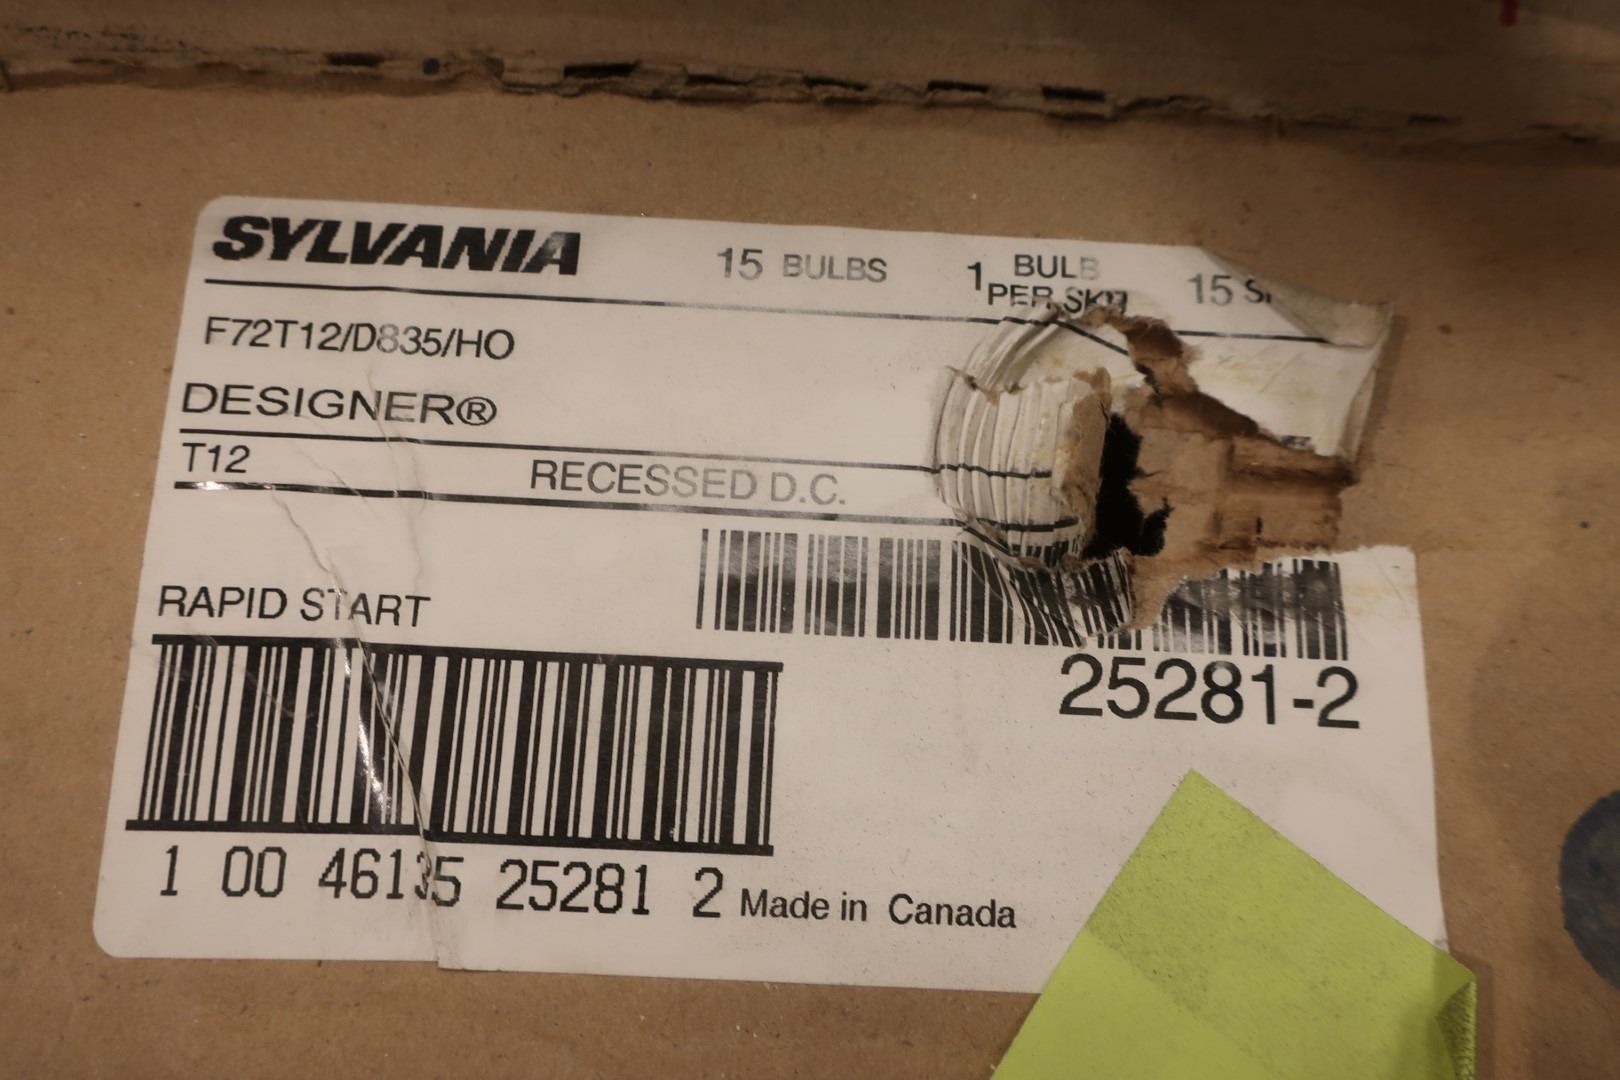 SYLVANIA 15 BULBS 1 BULB PER SKU 15
F72T12/D835/HO
DESIGNER®
T12 RECESSED D.C.
RAPID START
25281-2
1 00 46135 25281 2 Made in Canada